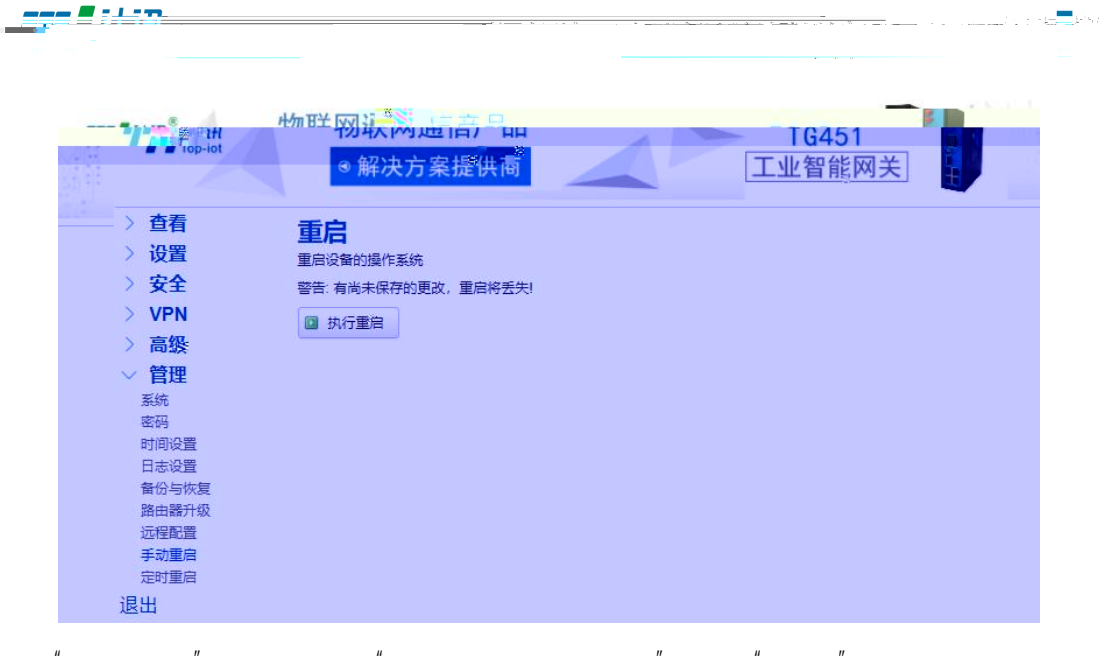 计讯
Top-iot
物联网通信产品
解决方案提供商
TG451
工业智能网关
查看
设置
安全
VPN
高级
管理
系统
密码
时间设置
日志设置
备份与恢复
路由器升级
远程配置
手动重启
定时重启
退出
重启
重启设备的操作系统
警告: 有尚未保存的更改，重启将丢失!
执行重启